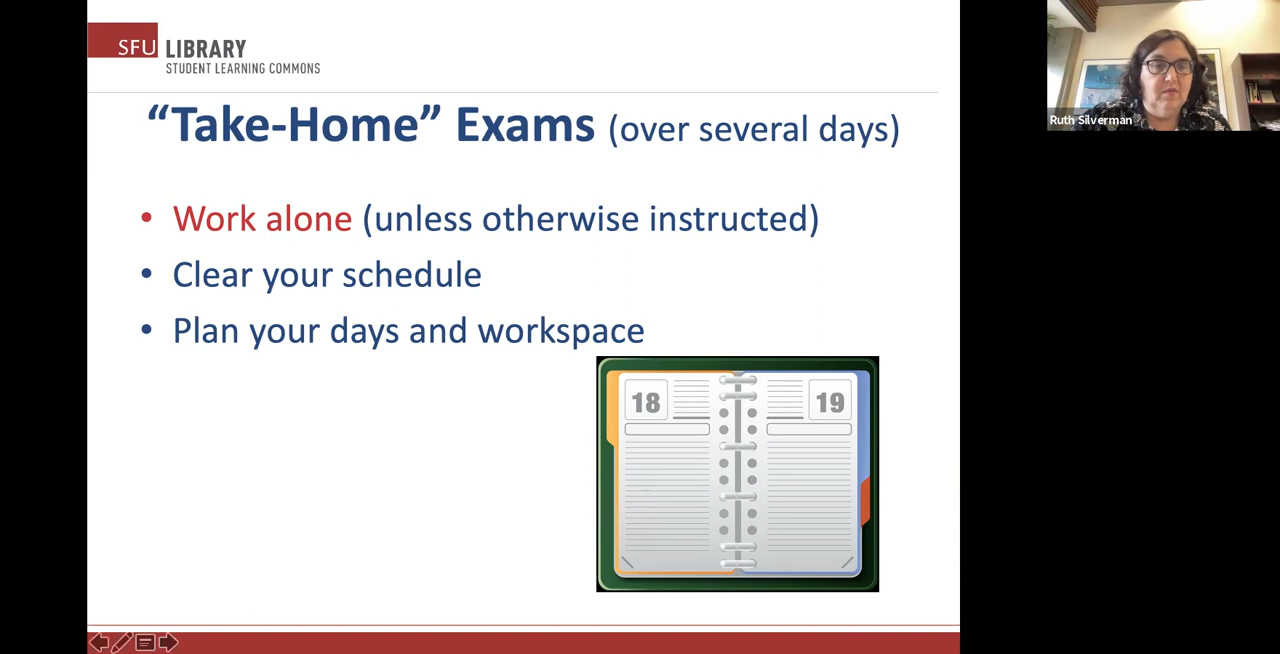 SFU LIBRARY
STUDENT LEARNING COMMONS
“Take-Home” Exams (over several days)
• Work alone (unless otherwise instructed)
• Clear your schedule
• Plan your days and workspace
18
19
Ruth Silverman